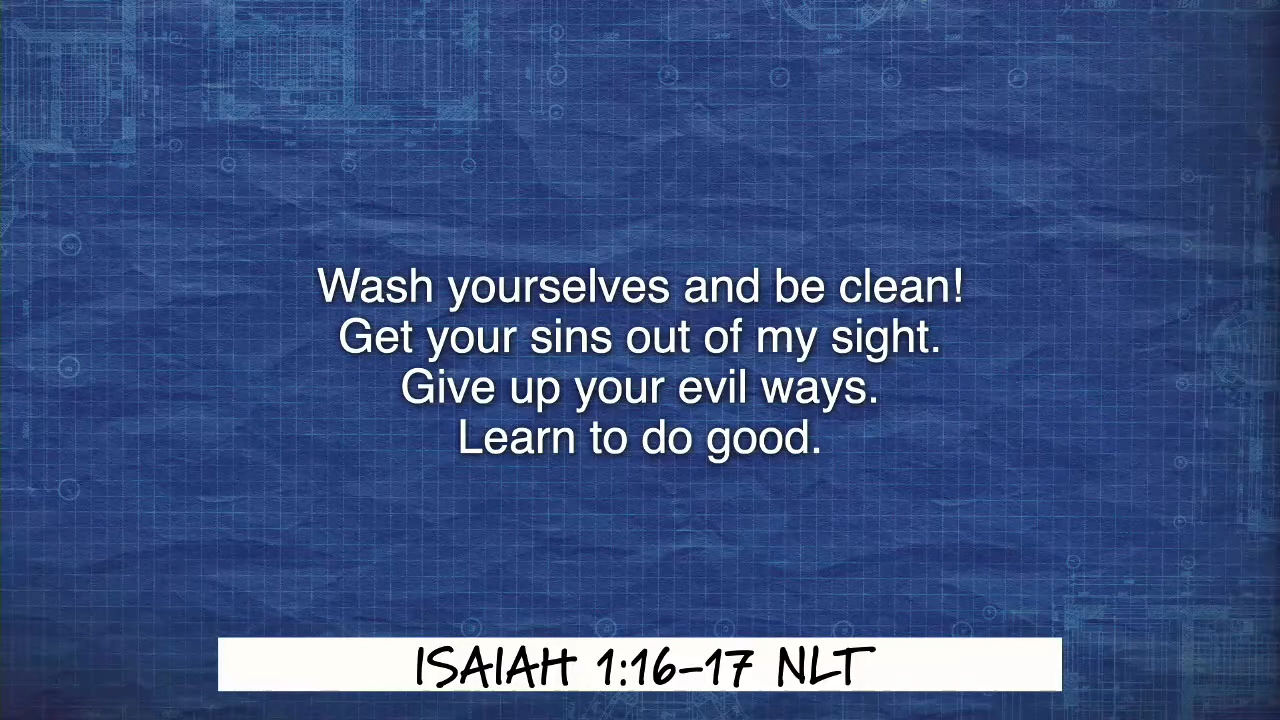 Wash yourselves and be clean!
Get your sins out of my sight.
Give up your evil ways.
Learn to do good.
ISAIAH 1:16–17 NLT